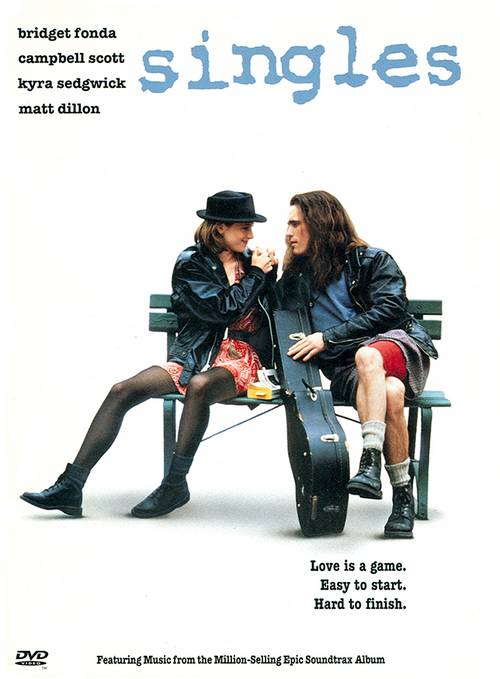 bridget fonda
campbell scott
kyra sedgwick
matt dillon
singles
Love is a game.
Easy to start.
Hard to finish.
DVD
VIDEO
TM
Featuring Music from the Million-Selling Epic Soundtrax Album